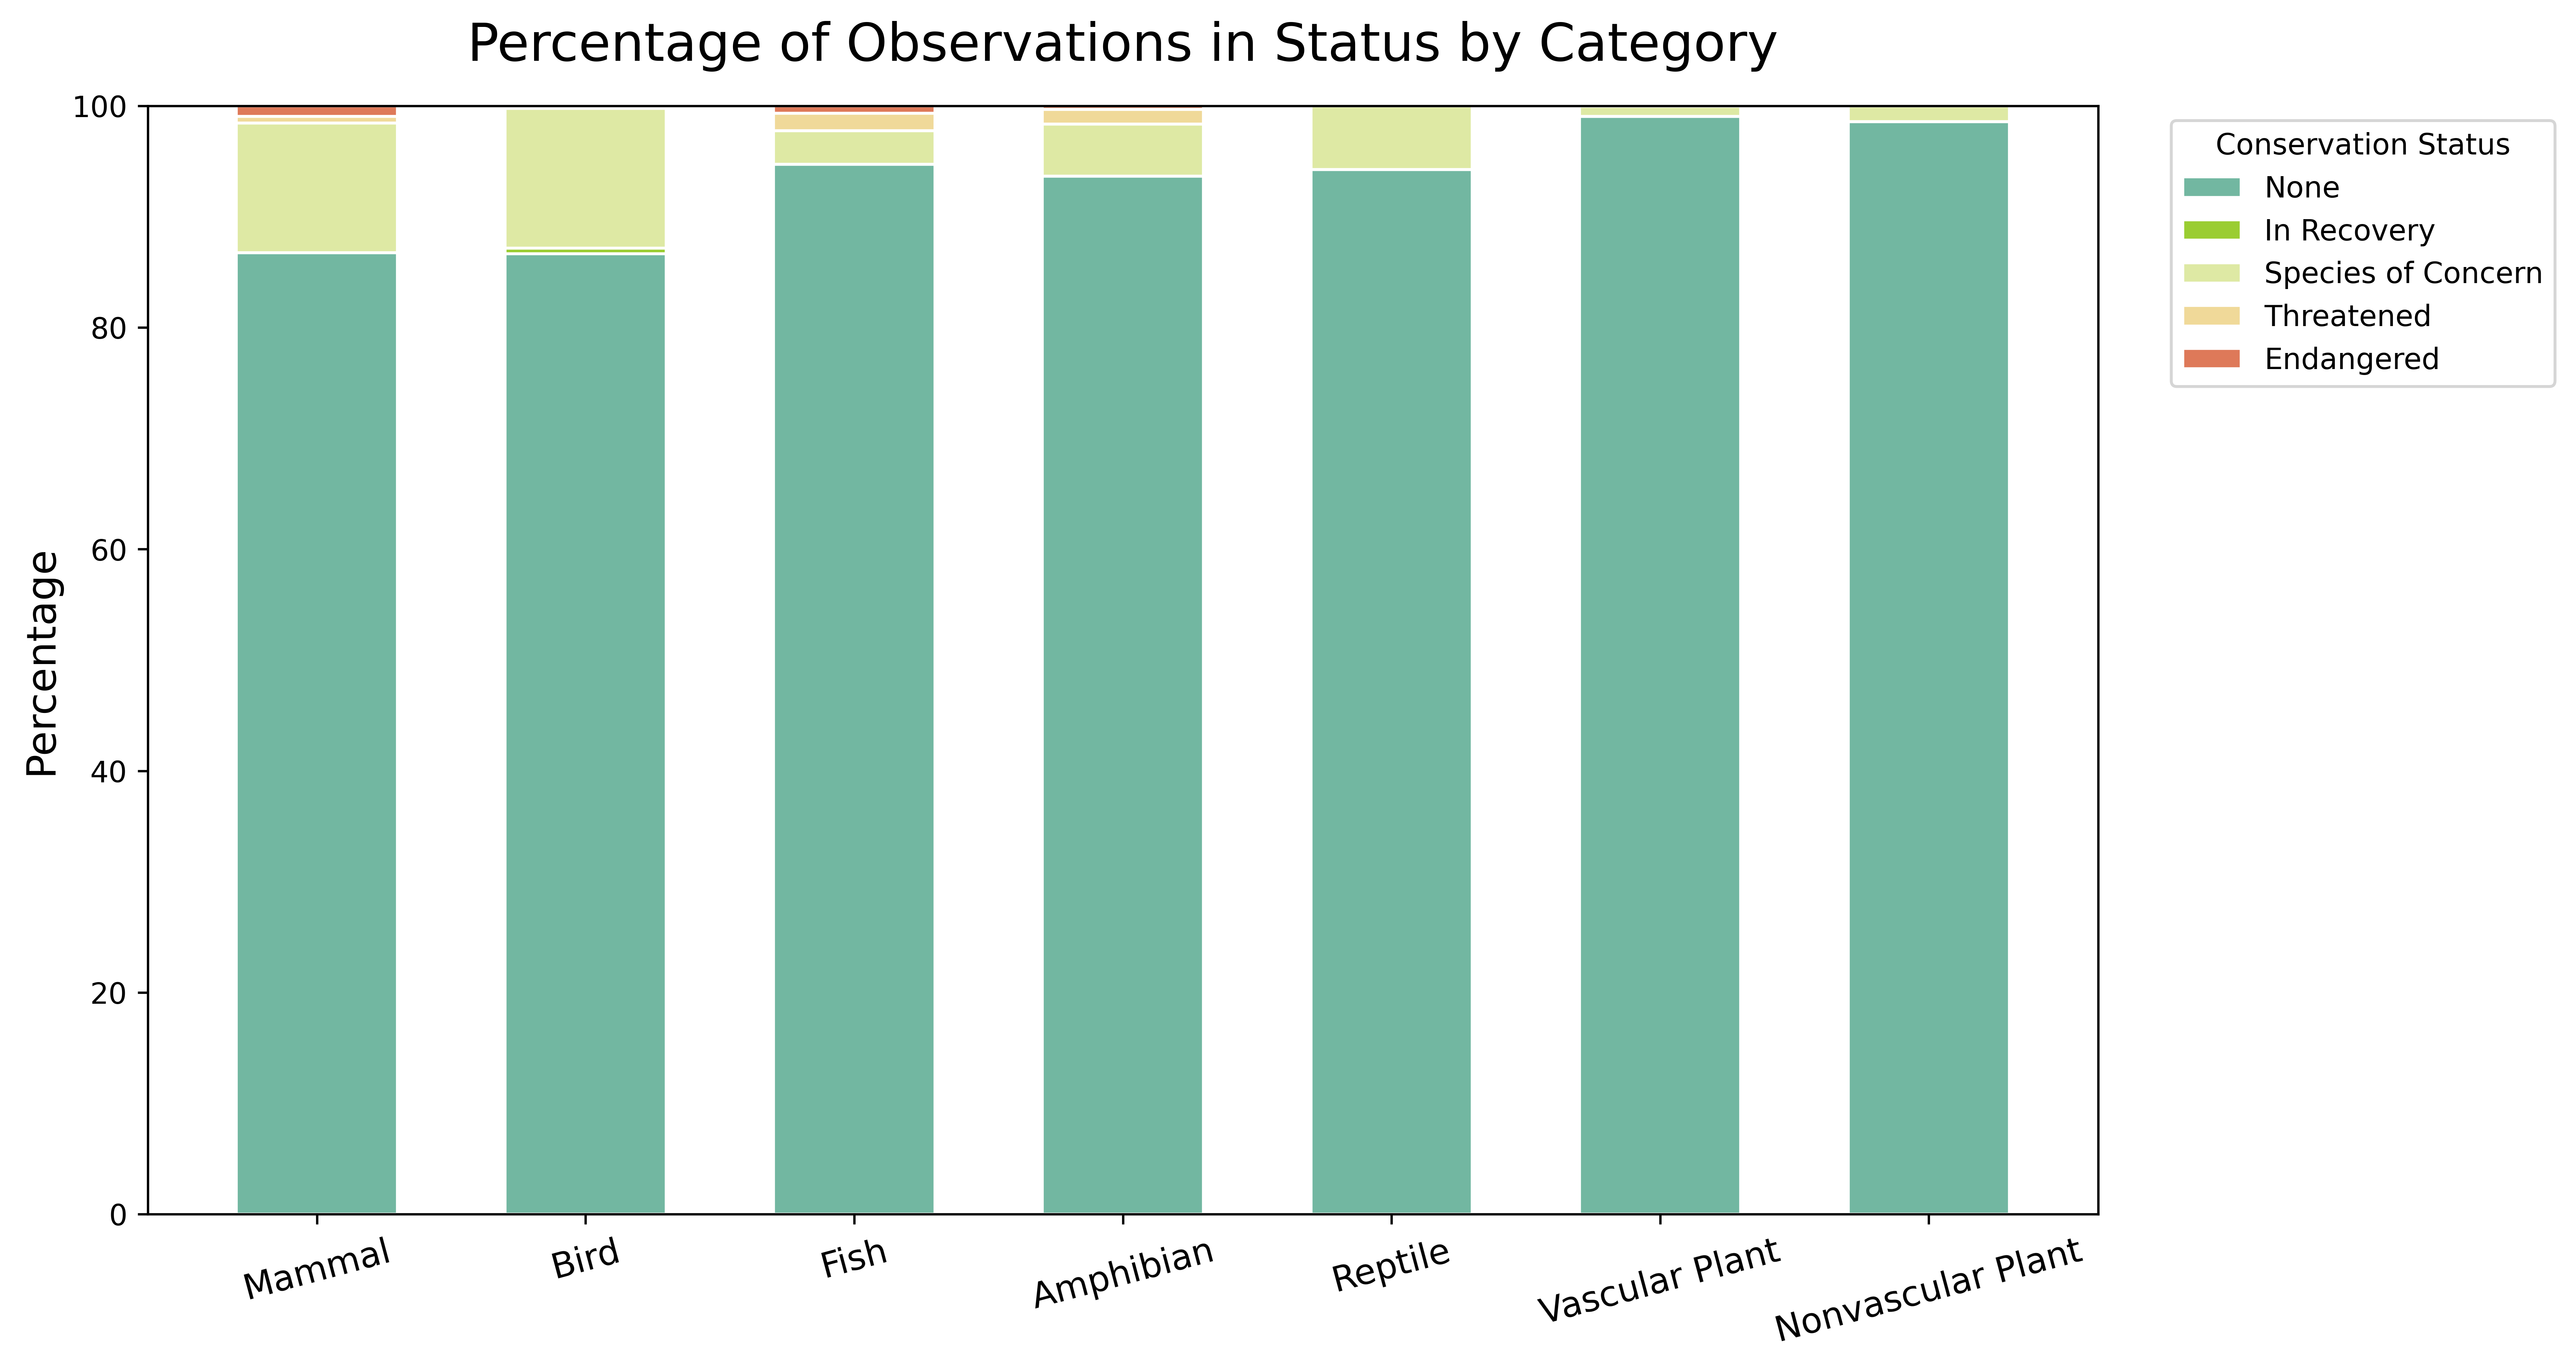 Percentage of Observations in Status by Category
Percentage
100
80
60
40
20
0
Mammal
Bird
Fish
Amphibian
Reptile
Vascular Plant
Nonvascular Plant
Conservation Status
None
In Recovery
Species of Concern
Threatened
Endangered